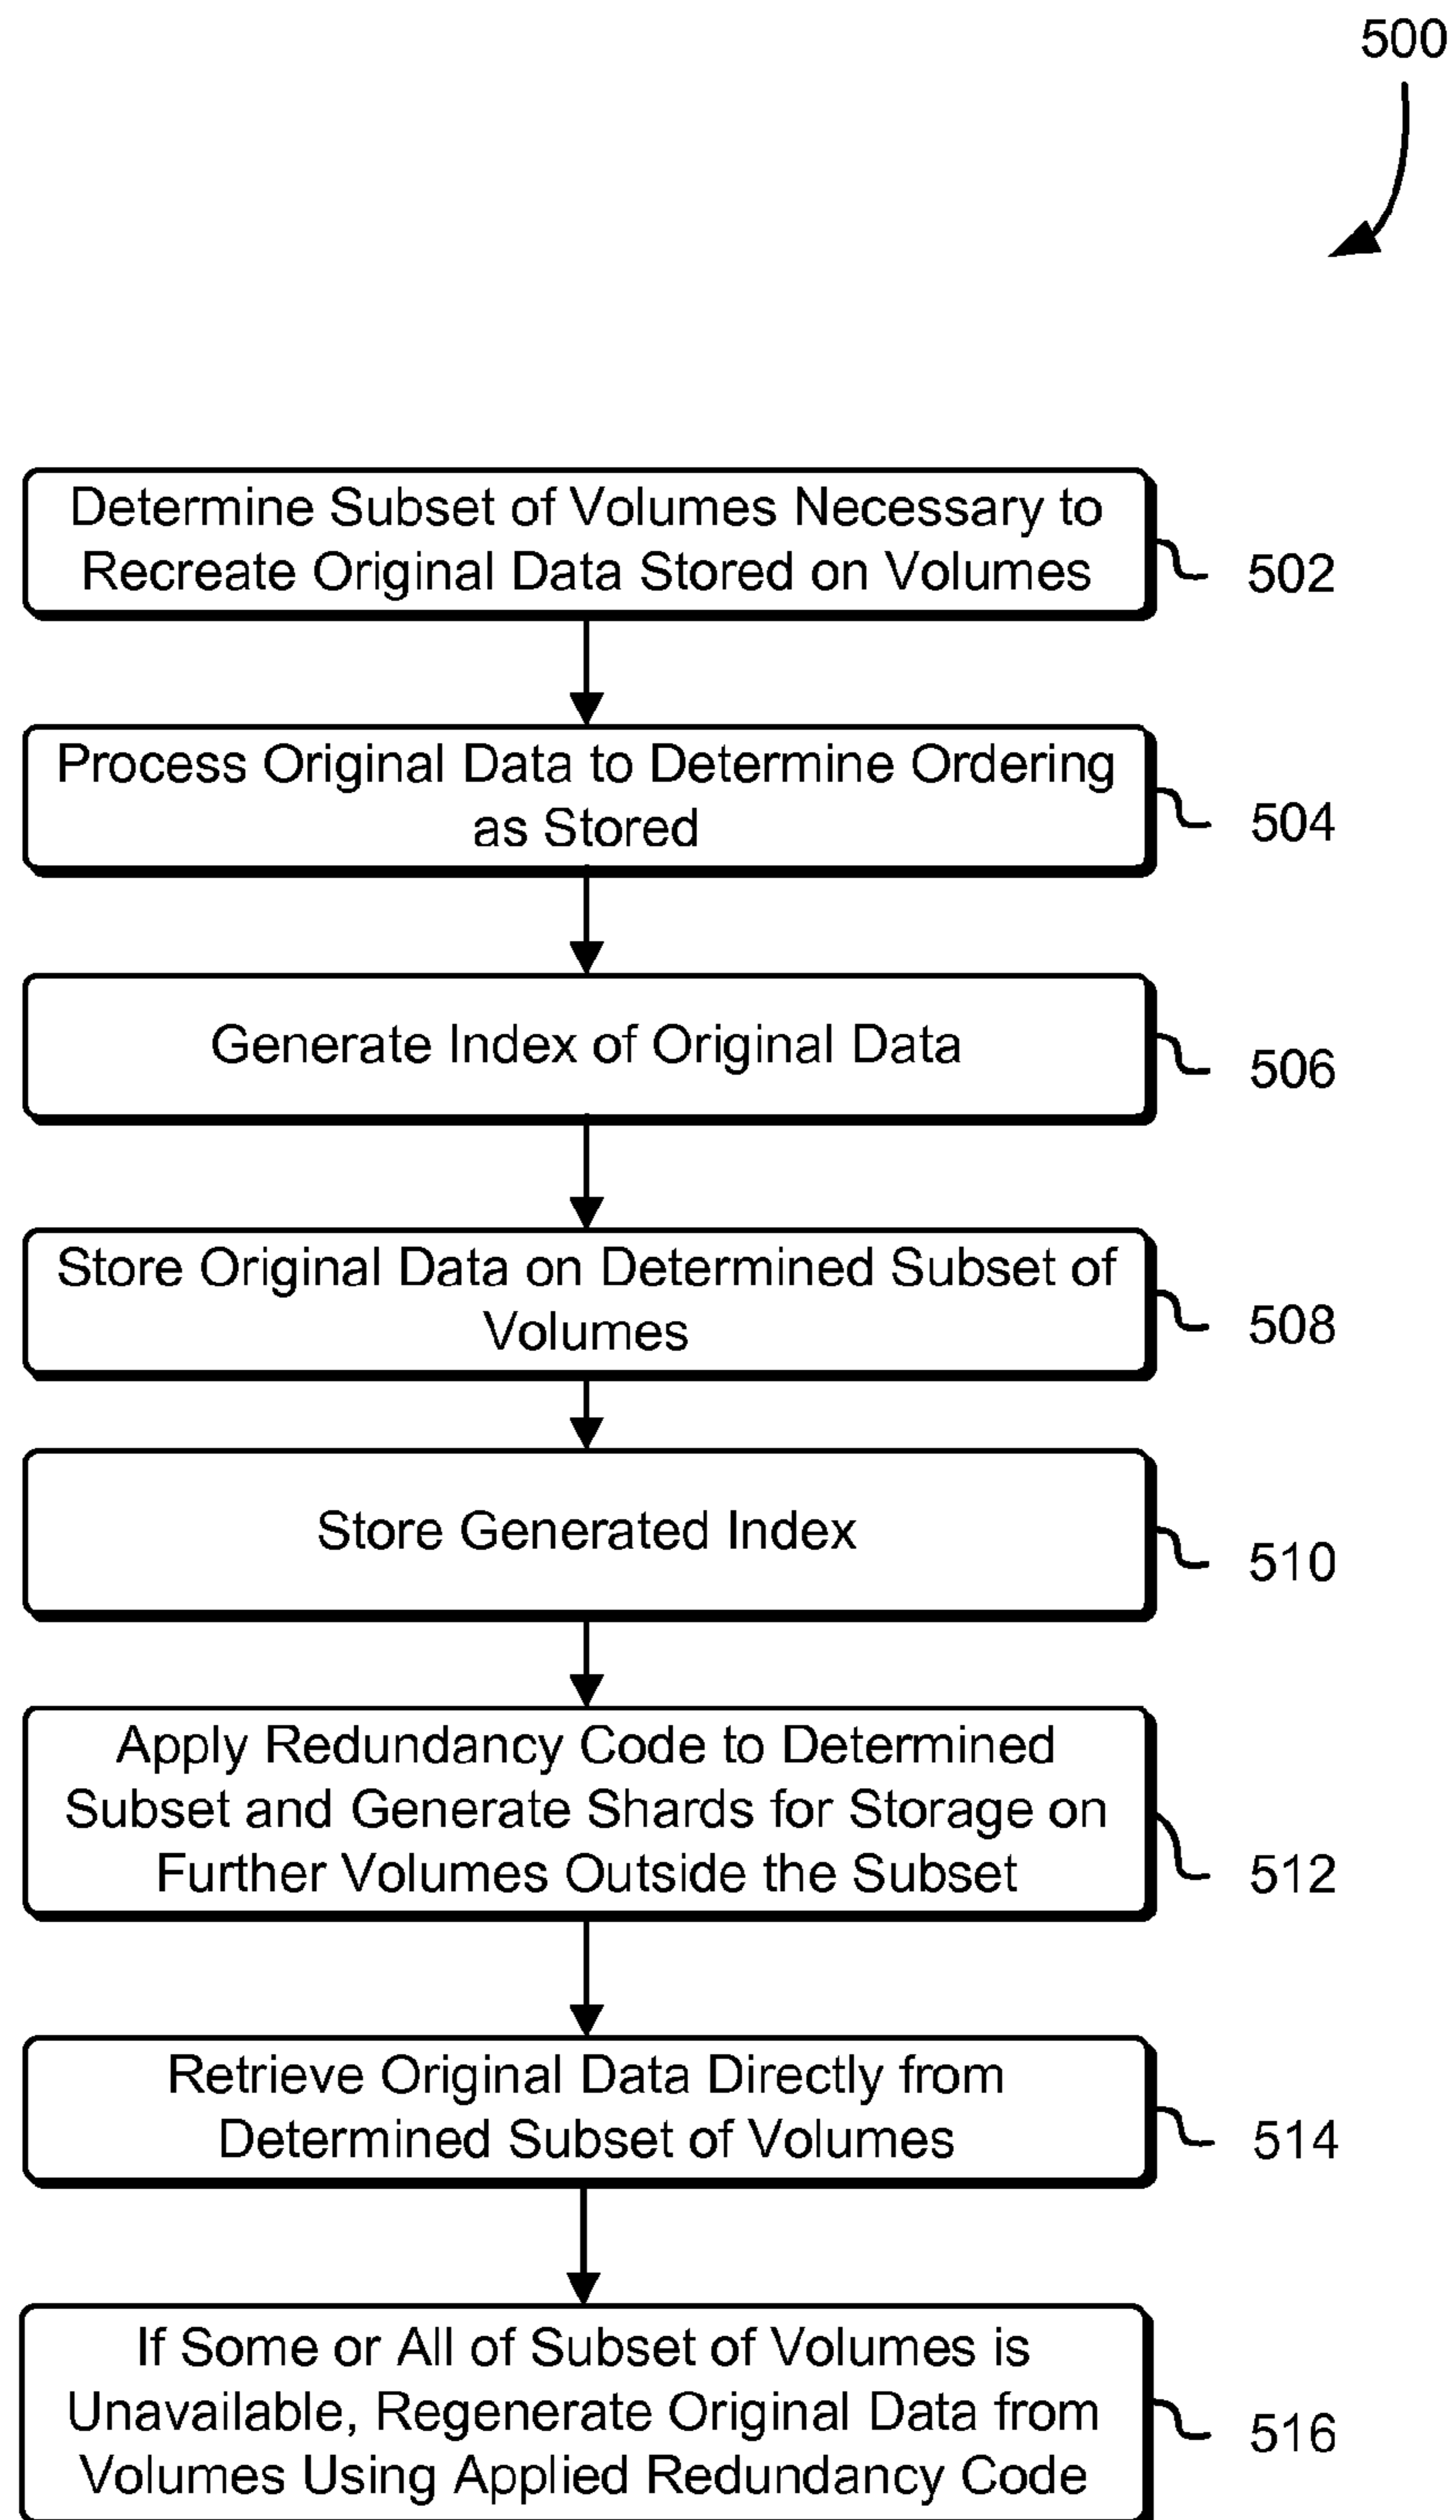 500
Determine Subset of Volumes Necessary to
Recreate Original Data Stored on Volumes
502
Process Original Data to Determine Ordering
as Stored
504
Generate Index of Original Data
506
Store Original Data on Determined Subset of
Volumes
508
Store Generated Index
510
Apply Redundancy Code to Determined
Subset and Generate Shards for Storage on
Further Volumes Outside the Subset
512
Retrieve Original Data Directly from
Determined Subset of Volumes
514
If Some or All of Subset of Volumes is
Unavailable, Regenerate Original Data from
Volumes Using Applied Redundancy Code
516